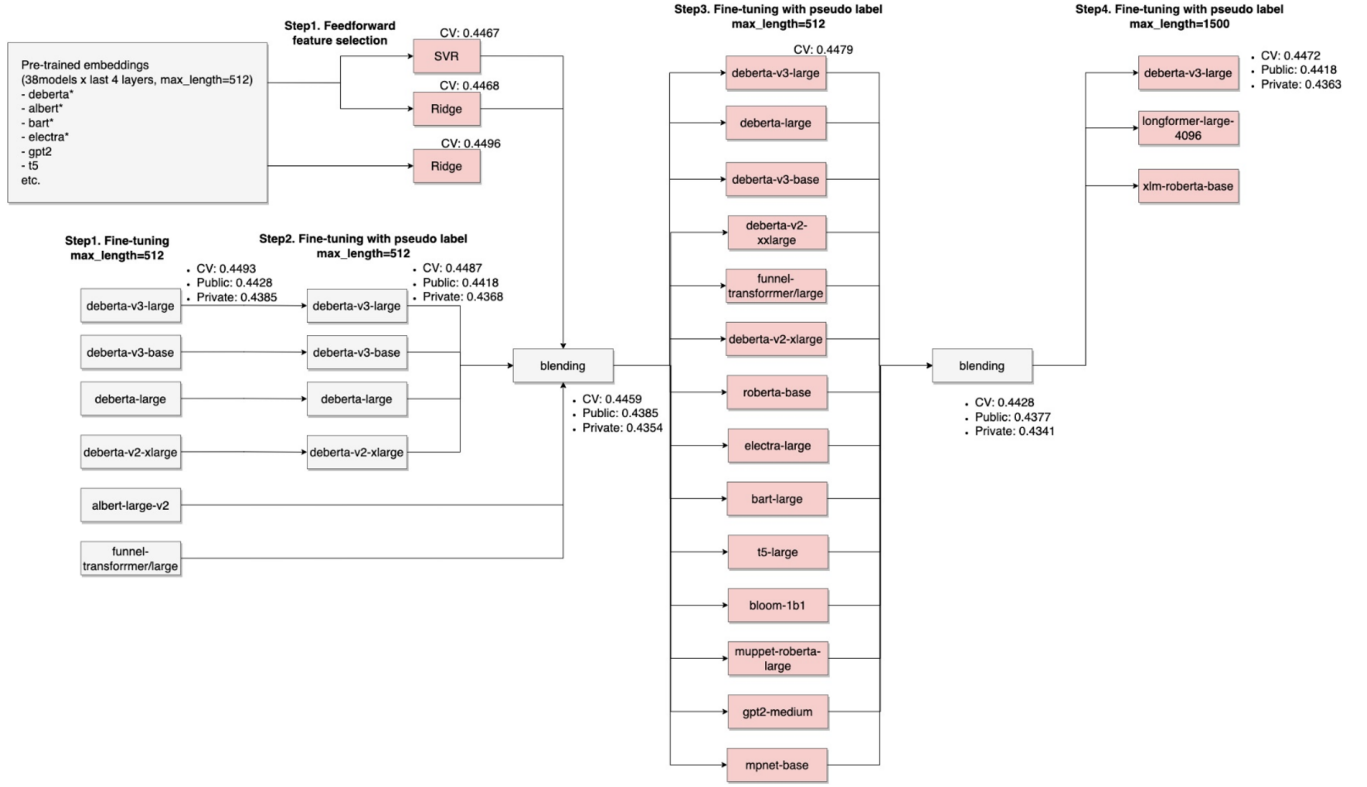 Step1. Feedforward
feature selection
Pre-trained embeddings
(38models x last 4 layers, max_length=512)
- deberta*
- albert*
- bart*
- electra*
- gpt2
- t5
etc.
CV: 0.4467
SVR
CV: 0.4468
Ridge
CV: 0.4496
Ridge
Step1. Fine-tuning
max_length=512
• CV: 0.4493
• Public: 0.4428
• Private: 0.4385
deberta-v3-large
deberta-v3-base
deberta-large
deberta-v2-xlarge
albert-large-v2
funnel-
transforrmer/large
Step2. Fine-tuning with pseudo label
max_length=512
• CV: 0.4487
• Public: 0.4418
• Private: 0.4368
deberta-v3-large
deberta-v3-base
deberta-large
deberta-v2-xlarge
blending
• CV: 0.4459
• Public: 0.4385
• Private: 0.4354
Step3. Fine-tuning with pseudo label
max_length=512
CV: 0.4479
deberta-v3-large
deberta-large
deberta-v3-base
deberta-v2-
xxlarge
funnel-
transforrmer/large
deberta-v2-xlarge
roberta-base
electra-large
bart-large
t5-large
bloom-1b1
muppet-roberta-
large
gpt2-medium
mpnet-base
blending
• CV: 0.4428
• Public: 0.4377
• Private: 0.4341
Step4. Fine-tuning with pseudo label
max_length=1500
deberta-v3-large
• CV: 0.4472
• Public: 0.4418
• Private: 0.4363
longformer-large-
4096
xlm-roberta-base